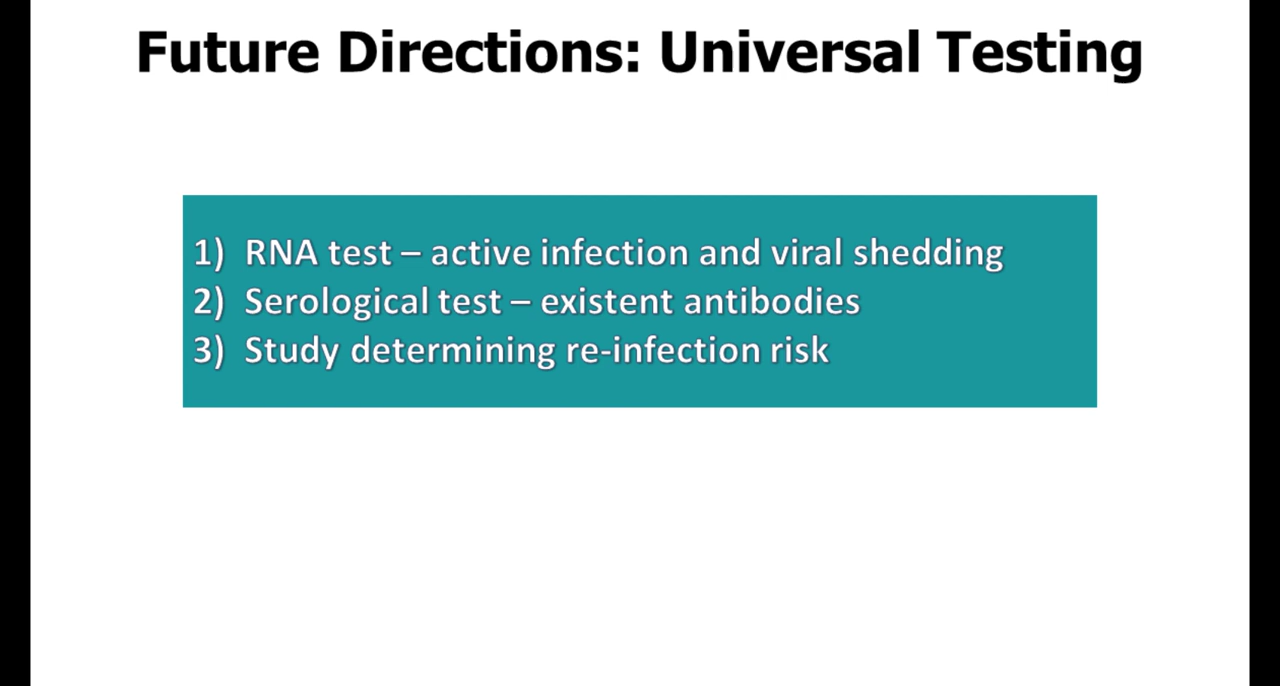 Future Directions: Universal Testing
1) RNA test – active infection and viral shedding
2) Serological test – existent antibodies
3) Study determining re-infection risk